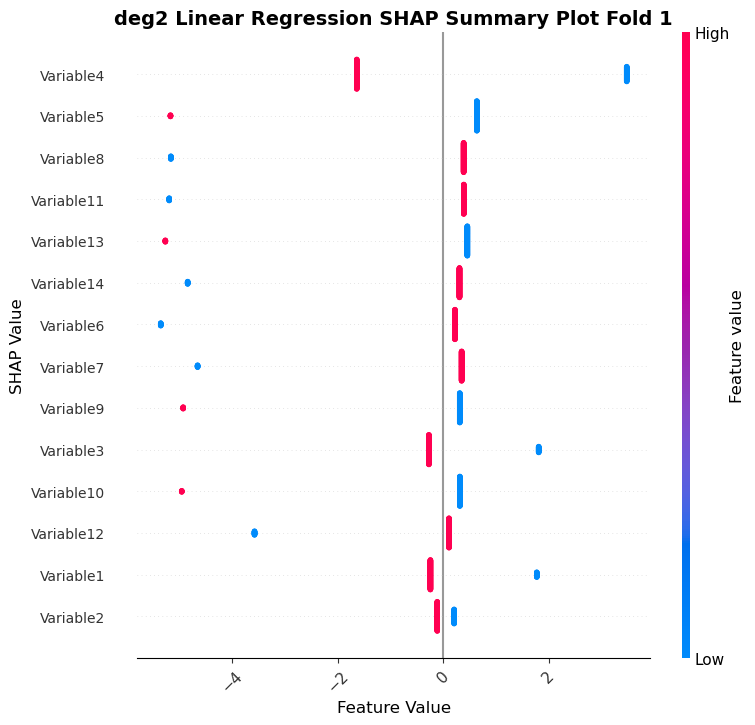 deg2 Linear Regression SHAP Summary Plot Fold 1
High
Variable4
Variable5
Variable8
Variable11
Variable13
Variable14
Variable6
Variable7
Variable9
Variable3
Variable10
Variable12
Variable1
Variable2
SHAP Value
Feature value
Low
−4
−2
0
2
Feature Value